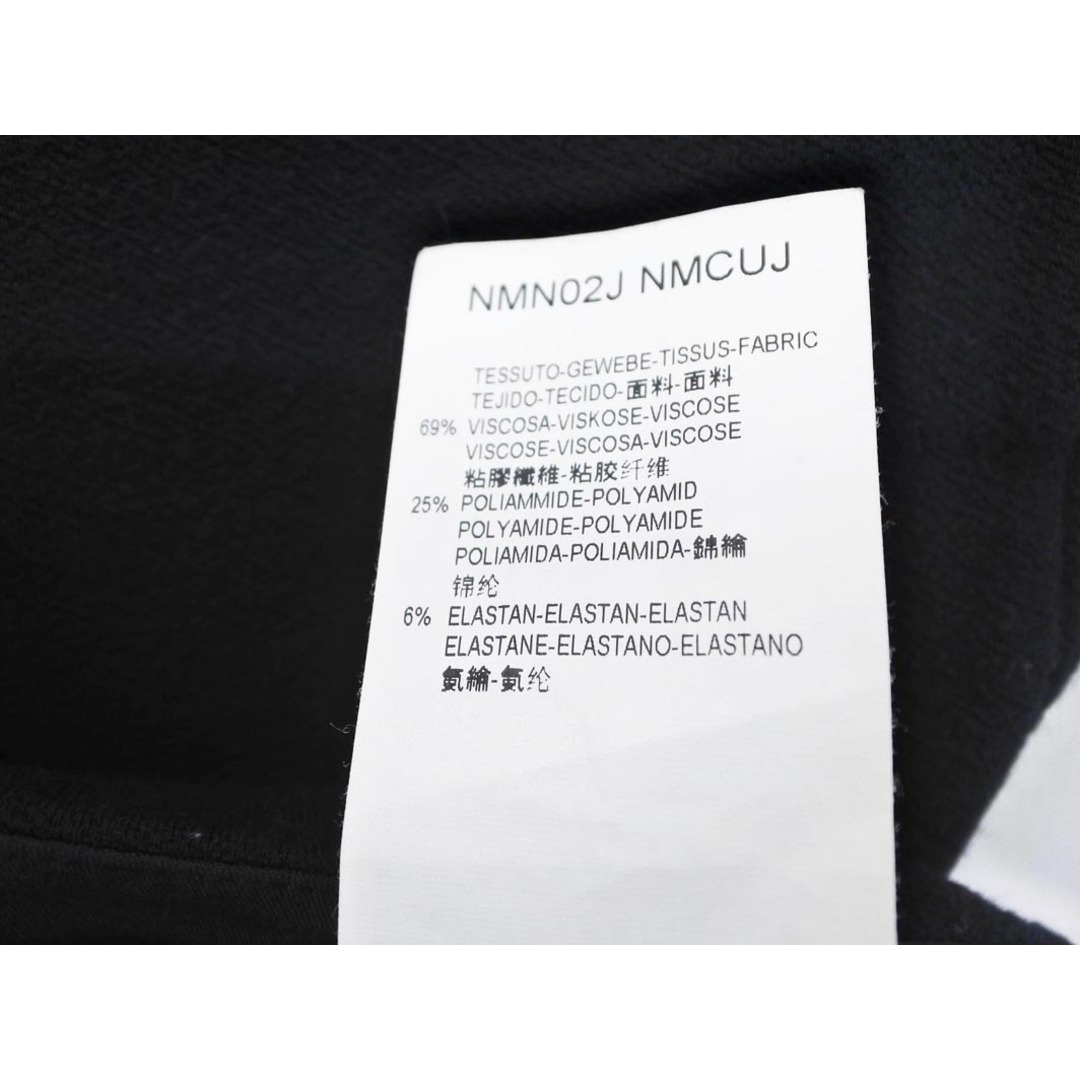 NMN02J NMCUJ
TESSUTO-GEWEBE-TISSUS-FABRIC
TEJIDO-TECIDO-面料-面料
69% VISCOSA-VISKOSE-VISCOSE
VISCOSE-VISCOSA-VISCOSE
粘膠纖維-粘胶纤维
25% POLIAMMIDE-POLYAMID
POLYAMIDE-POLYAMIDE
POLIAMIDA-POLIAMIDA-錦綸
锦纶
6% ELASTAN-ELASTAN-ELASTAN
ELASTANE-ELASTANO-ELASTANO
氨綸-氨纶